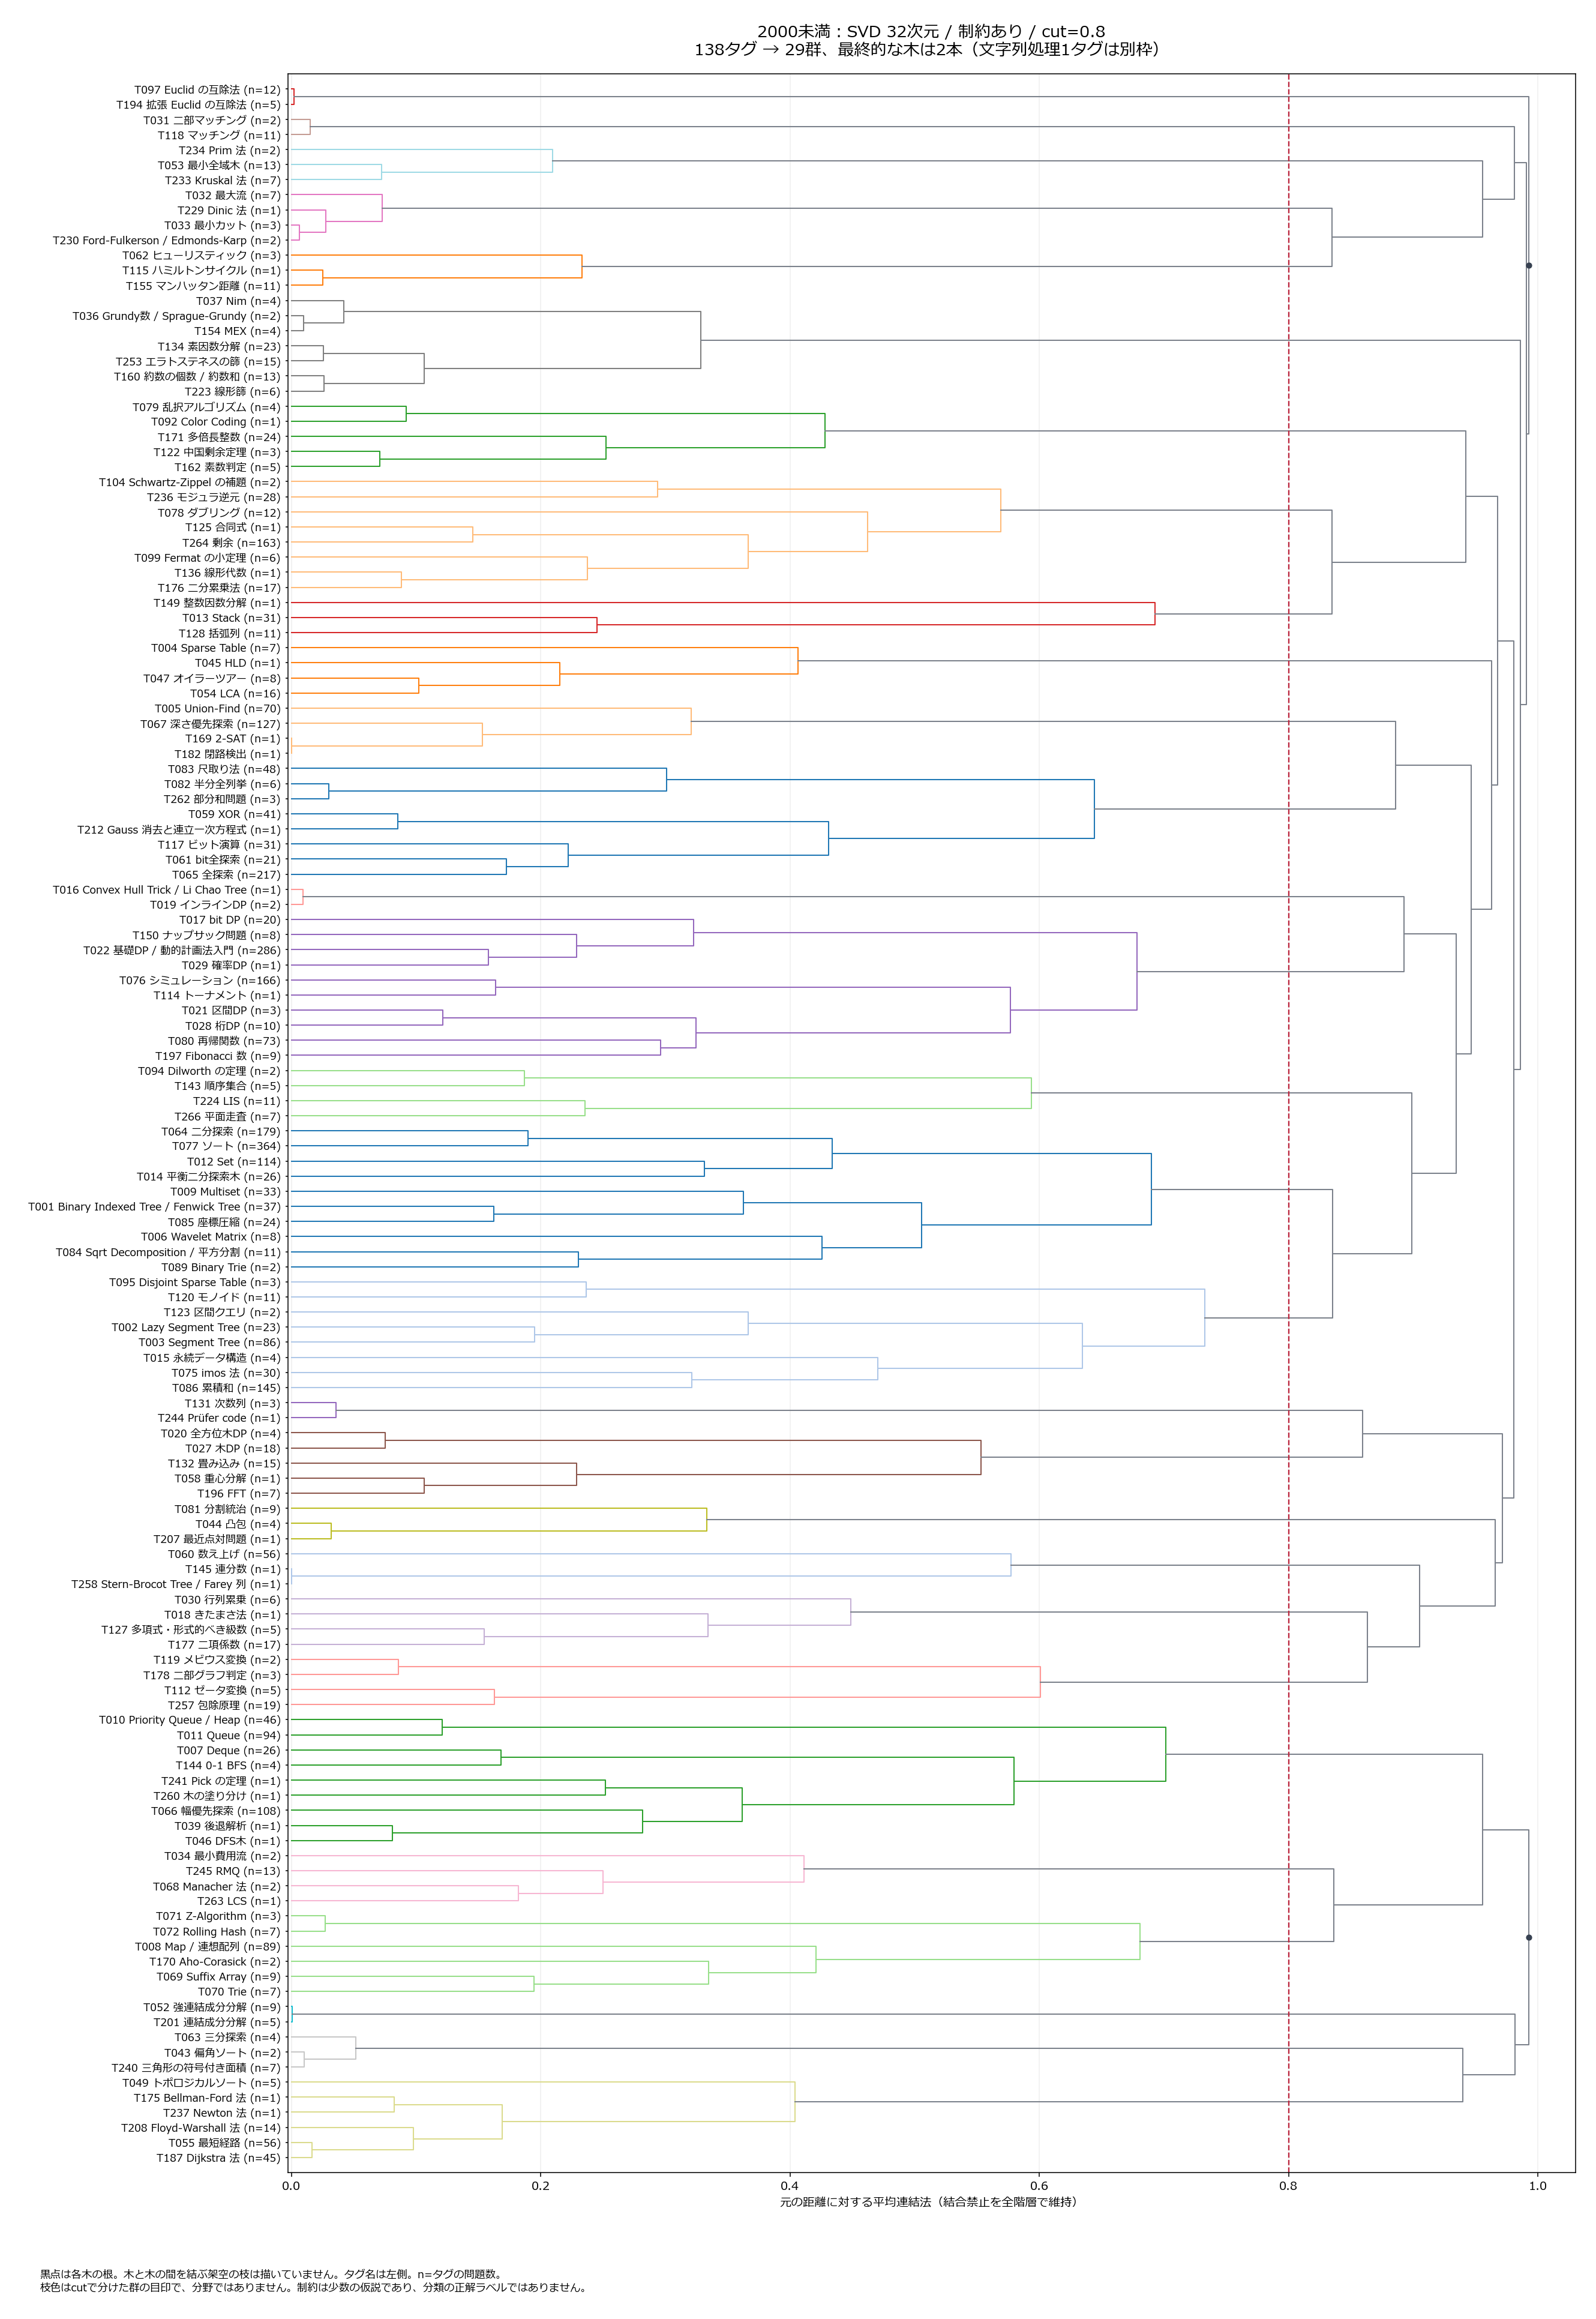 2000未満：SVD 32次元 / 制約あり / cut=0.8
138タグ → 29群、最終的な木は2本（文字列処理1タグは別枠）
T097 Euclid の互除法 (n=12)
T194 拡張 Euclid の互除法 (n=5)
T031 二部マッチング (n=2)
T118 マッチング (n=11)
T234 Prim 法 (n=2)
T053 最小全域木 (n=13)
T233 Kruskal 法 (n=7)
T032 最大流 (n=7)
T229 Dinic 法 (n=1)
T033 最小カット (n=3)
T230 Ford-Fulkerson / Edmonds-Karp (n=2)
T062 ヒューリスティック (n=3)
T115 ハミルトンサイクル (n=1)
T155 マンハッタン距離 (n=11)
T037 Nim (n=4)
T036 Grundy数 / Sprague-Grundy (n=2)
T154 MEX (n=4)
T134 素因数分解 (n=23)
T253 エラトステネスの篩 (n=15)
T160 約数の個数 / 約数和 (n=13)
T223 線形篩 (n=6)
T079 乱択アルゴリズム (n=4)
T092 Color Coding (n=1)
T171 多倍長整数 (n=24)
T122 中国剰余定理 (n=3)
T162 素数判定 (n=5)
T104 Schwartz-Zippel の補題 (n=2)
T236 モジュラ逆元 (n=28)
T078 ダブリング (n=12)
T125 合同式 (n=1)
T264 剰余 (n=163)
T099 Fermat の小定理 (n=6)
T136 線形代数 (n=1)
T176 二分累乗法 (n=17)
T149 整数因数分解 (n=1)
T013 Stack (n=31)
T128 括弧列 (n=11)
T004 Sparse Table (n=7)
T045 HLD (n=1)
T047 オイラーツアー (n=8)
T054 LCA (n=16)
T005 Union-Find (n=70)
T067 深さ優先探索 (n=127)
T169 2-SAT (n=1)
T182 閉路検出 (n=1)
T083 尺取り法 (n=48)
T082 半分全列挙 (n=6)
T262 部分和問題 (n=3)
T059 XOR (n=41)
T212 Gauss 消去と連立一次方程式 (n=1)
T117 ビット演算 (n=31)
T061 bit全探索 (n=21)
T065 全探索 (n=217)
T016 Convex Hull Trick / Li Chao Tree (n=1)
T019 インラインDP (n=2)
T017 bit DP (n=20)
T150 ナップサック問題 (n=8)
T022 基礎DP / 動的計画法入門 (n=286)
T029 確率DP (n=1)
T076 シミュレーション (n=166)
T114 トーナメント (n=1)
T021 区間DP (n=3)
T028 桁DP (n=10)
T080 再帰関数 (n=73)
T197 Fibonacci 数 (n=9)
T094 Dilworth の定理 (n=2)
T143 順序集合 (n=5)
T224 LIS (n=11)
T266 平面走査 (n=7)
T064 二分探索 (n=179)
T077 ソート (n=364)
T012 Set (n=114)
T014 平衡二分探索木 (n=26)
T009 Multiset (n=33)
T001 Binary Indexed Tree / Fenwick Tree (n=37)
T085 座標圧縮 (n=24)
T006 Wavelet Matrix (n=8)
T084 Sqrt Decomposition / 平方分割 (n=11)
T089 Binary Trie (n=2)
T095 Disjoint Sparse Table (n=3)
T120 モノイド (n=11)
T123 区間クエリ (n=2)
T002 Lazy Segment Tree (n=23)
T003 Segment Tree (n=86)
T015 永続データ構造 (n=4)
T075 imos 法 (n=30)
T086 累積和 (n=145)
T131 次数列 (n=3)
T244 Prüfer code (n=1)
T020 全方位木DP (n=4)
T027 木DP (n=18)
T132 畳み込み (n=15)
T058 重心分解 (n=1)
T196 FFT (n=7)
T081 分割統治 (n=9)
T044 凸包 (n=4)
T207 最近点対問題 (n=1)
T060 数え上げ (n=56)
T145 連分数 (n=1)
T258 Stern-Brocot Tree / Farey 列 (n=1)
T030 行列累乗 (n=6)
T018 きたまさ法 (n=1)
T127 多項式・形式的べき級数 (n=5)
T177 二項係数 (n=17)
T119 メビウス変換 (n=2)
T178 二部グラフ判定 (n=3)
T112 ゼータ変換 (n=5)
T257 包除原理 (n=19)
T010 Priority Queue / Heap (n=46)
T011 Queue (n=94)
T007 Deque (n=26)
T144 0-1 BFS (n=4)
T241 Pick の定理 (n=1)
T260 木の塗り分け (n=1)
T066 幅優先探索 (n=108)
T039 後退解析 (n=1)
T046 DFS木 (n=1)
T034 最小費用流 (n=2)
T245 RMQ (n=13)
T068 Manacher 法 (n=2)
T263 LCS (n=1)
T071 Z-Algorithm (n=3)
T072 Rolling Hash (n=7)
T008 Map / 連想配列 (n=89)
T170 Aho-Corasick (n=2)
T069 Suffix Array (n=9)
T070 Trie (n=7)
T052 強連結成分分解 (n=9)
T201 連結成分分解 (n=5)
T063 三分探索 (n=4)
T043 偏角ソート (n=2)
T240 三角形の符号付き面積 (n=7)
T049 トポロジカルソート (n=5)
T175 Bellman-Ford 法 (n=1)
T237 Newton 法 (n=1)
T208 Floyd-Warshall 法 (n=14)
T055 最短経路 (n=56)
T187 Dijkstra 法 (n=45)
0.0 0.2 0.4 0.6 0.8 1.0
元の距離に対する平均連結法（結合禁止を全階層で維持）
黒点は各木の根。木と木の間を結ぶ架空の枝は描いていません。タグ名は左側。n=タグの問題数。
枝色はcutで分けた群の目印で、分野ではありません。制約は少数の仮説であり、分類の正解ラベルではありません。